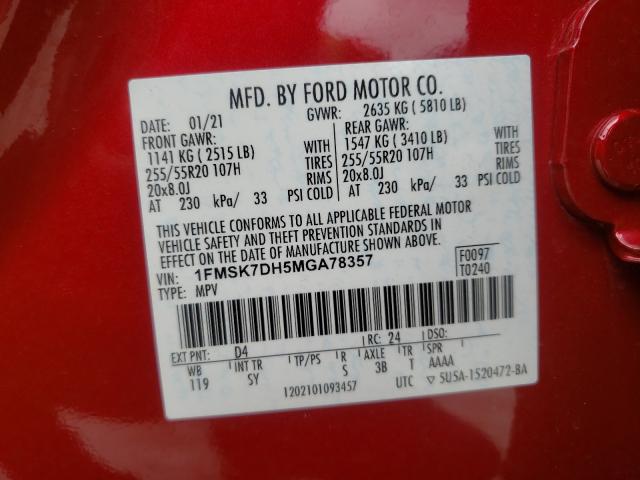 MFD. BY FORD MOTOR CO.
DATE: 01/21 GVWR: 2635 KG ( 5810 LB)
FRONT GAWR: REAR GAWR:
1141 KG ( 2515 LB) WITH 1547 KG ( 3410 LB) WITH
255/55R20 107H TIRES 255/55R20 107H TIRES
20x8.0J RIMS 20x8.0J RIMS
AT 230 kPa/ 33 PSI COLD AT 230 kPa/ 33 PSI COLD
THIS VEHICLE CONFORMS TO ALL APPLICABLE FEDERAL MOTOR
VEHICLE SAFETY AND THEFT PREVENTION STANDARDS IN
EFFECT ON THE DATE OF MANUFACTURE SHOWN ABOVE.
VIN: 1FMSK7DH5MGA78357 F0097
TYPE: MPV T0240
EXT PNT: D4 RC: 24 DSO:
WB INT TR TP/PS R AXLE TR SPR
119 SY S 3B T AAAA
1202101093457 UTC ▽ 5U5A-1520472-BA